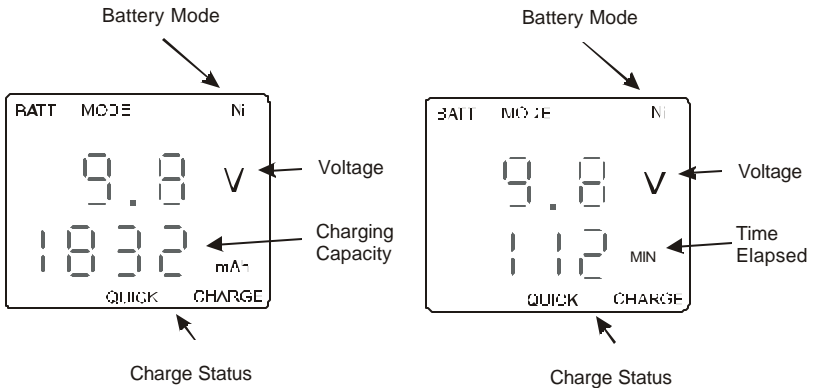 Battery Mode
BATT MODE Ni
9.8 V
Voltage
1832 mAh
Charging
Capacity
QUICK CHARGE
Charge Status
Battery Mode
BATT MODE Ni
9.8 V
Voltage
112 MIN
Time
Elapsed
QUICK CHARGE
Charge Status